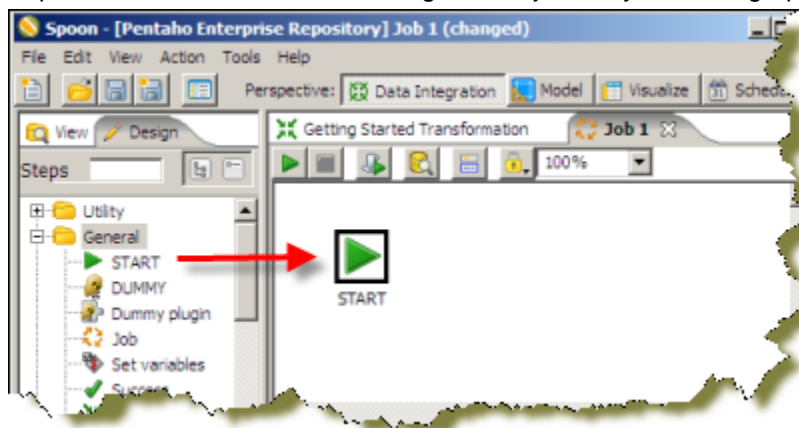 Spoon - [Pentaho Enterprise Repository] Job 1 (changed)
File Edit View Action Tools Help
Perspective: Data Integration Model Visualize
View Design Getting Started Transformation Job 1
Steps 100%
Utility
General
START
DUMMY
Dummy plugin
Job
Set variables
Success
START